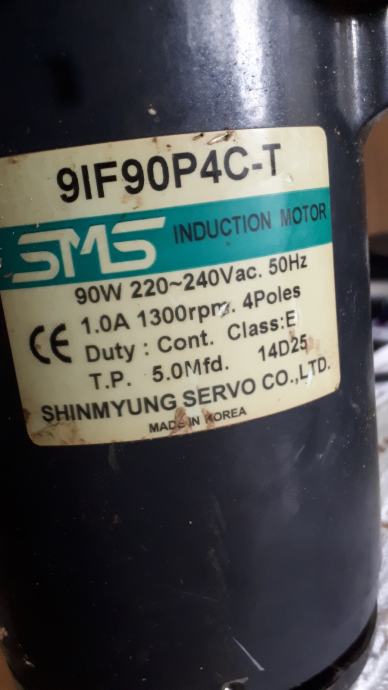 9IF90P4C-T
SMS INDUCTION MOTOR
90W 220~240Vac. 50Hz
1.0A 1300rpm. 4Poles
CE Duty : Cont. Class:E
T.P. 5.0Mfd. 14D25
SHINMYUNG SERVO CO.,LTD.
MADE IN KOREA